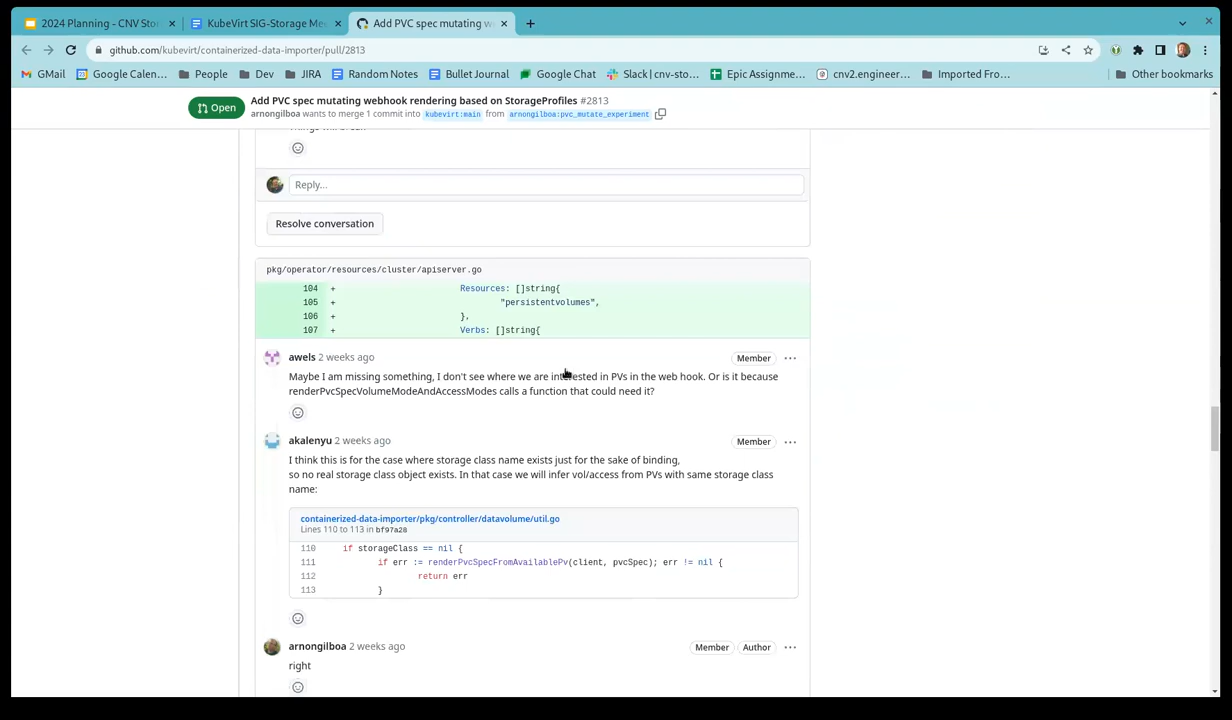 2024 Planning - CNV Sto
KubeVirt SIG-Storage Me
Add PVC spec mutating w
github.com/kubevirt/containerized-data-importer/pull/2813
GMail
Google Calen...
People
Dev
JIRA
Random Notes
Bullet Journal
Google Chat
Slack | cnv-sto...
Epic Assignme...
cnv2.engineer...
Imported Fro...
Other bookmarks
Open
Add PVC spec mutating webhook rendering based on StorageProfiles #2813
arnongilboa wants to merge 1 commit into kubevirt:main from arnongilboa:pvc_mutate_experiment
Things will break
Reply...
Resolve conversation
pkg/operator/resources/cluster/apiserver.go
104 + Resources: []string{
105 + "persistentvolumes",
106 + },
107 + Verbs: []string{
awels 2 weeks ago
Member
Maybe I am missing something, I don't see where we are interested in PVs in the web hook. Or is it because
renderPvcSpecVolumeModeAndAccessModes calls a function that could need it?
akalenyu 2 weeks ago
Member
I think this is for the case where storage class name exists just for the sake of binding,
so no real storage class object exists. In that case we will infer vol/access from PVs with same storage class
name:
containerized-data-importer/pkg/controller/datavolume/util.go
Lines 110 to 113 in bf97a28
110 if storageClass == nil {
111 if err := renderPvcSpecFromAvailablePv(client, pvcSpec); err != nil {
112 return err
113 }
arnongilboa 2 weeks ago
Member
Author
right